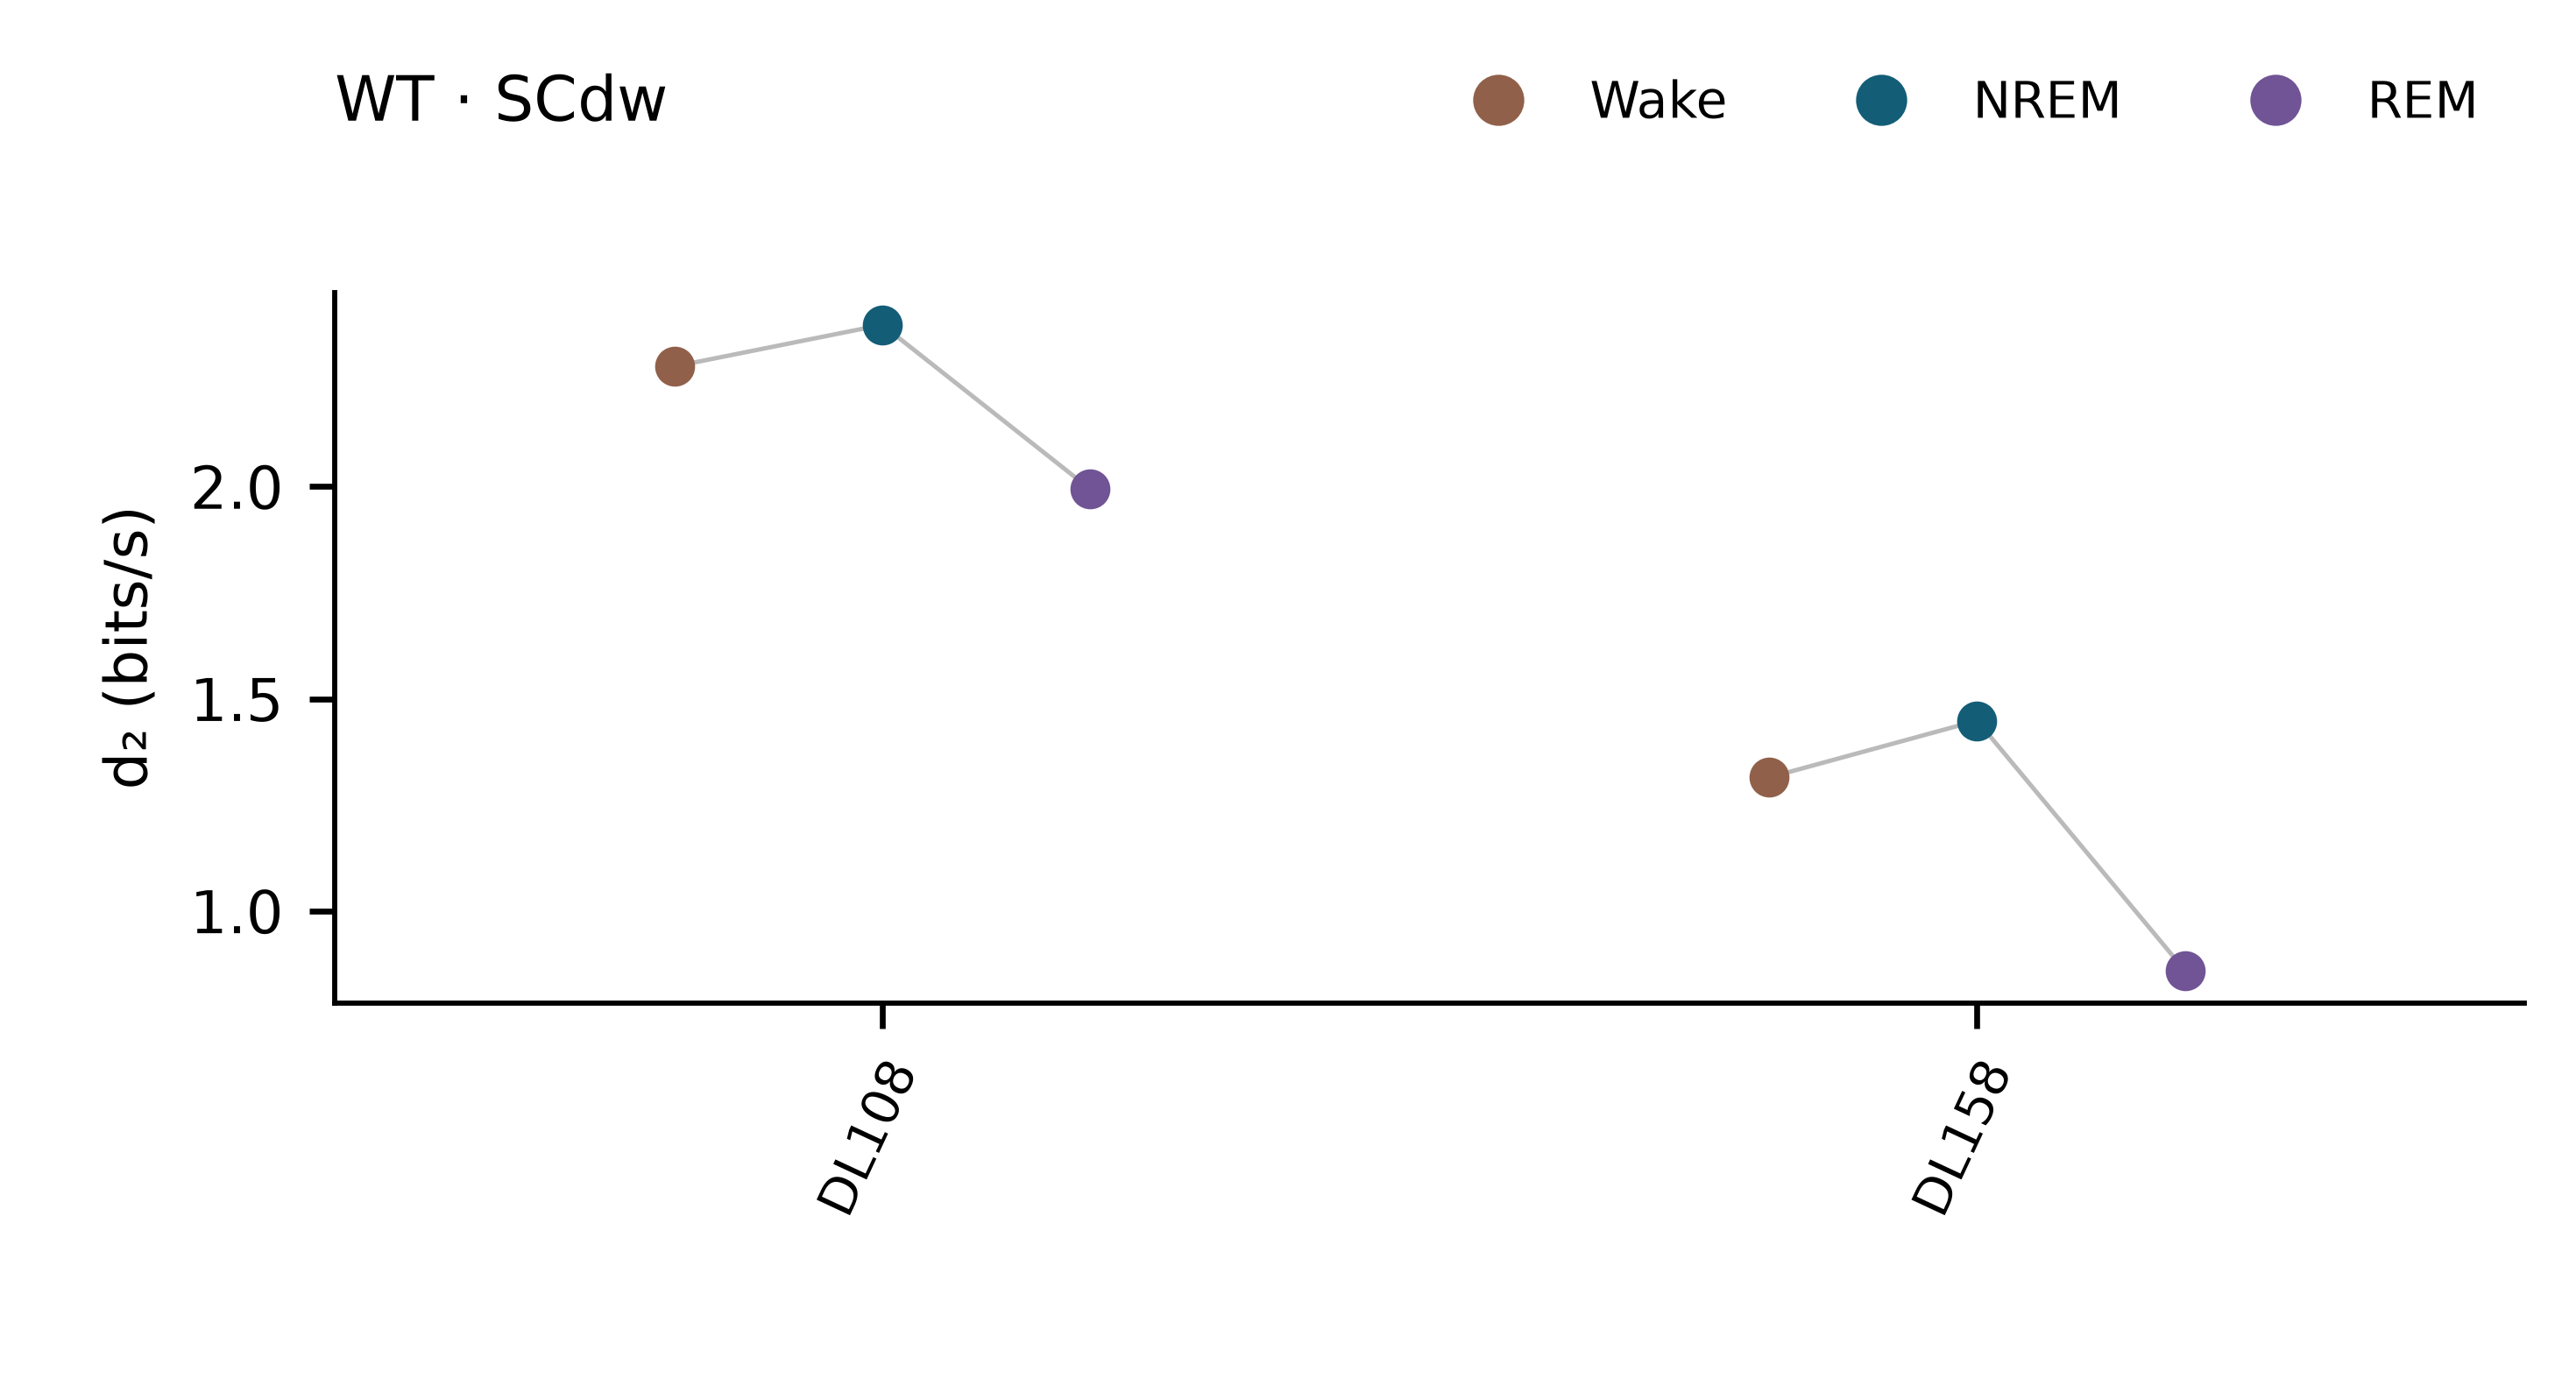 WT · SCdw
Wake
NREM
REM
d₂ (bits/s)
2.0
1.5
1.0
DL108
DL158